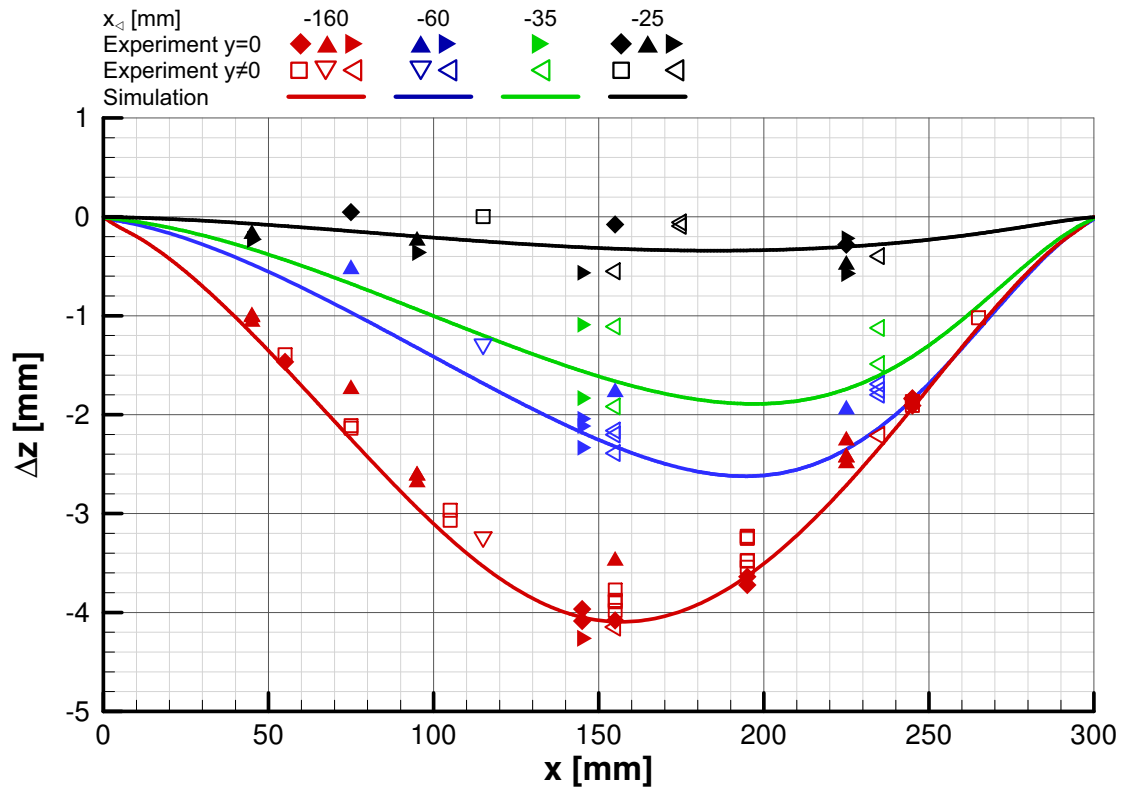 x◁ [mm] -160 -60 -35 -25
Experiment y=0
Experiment y≠0
Simulation
1
0
-1
-2
-3
-4
-5
Δz [mm]
0 50 100 150 200 250 300
x [mm]